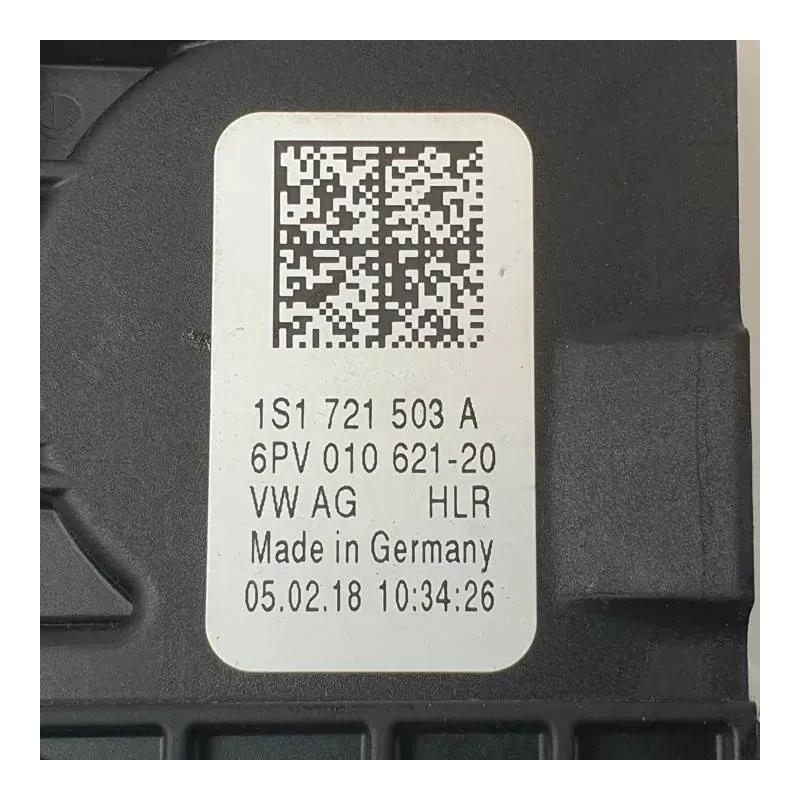 1S1 721 503 A
6PV 010 621-20
VW AG HLR
Made in Germany
05.02.18 10:34:26